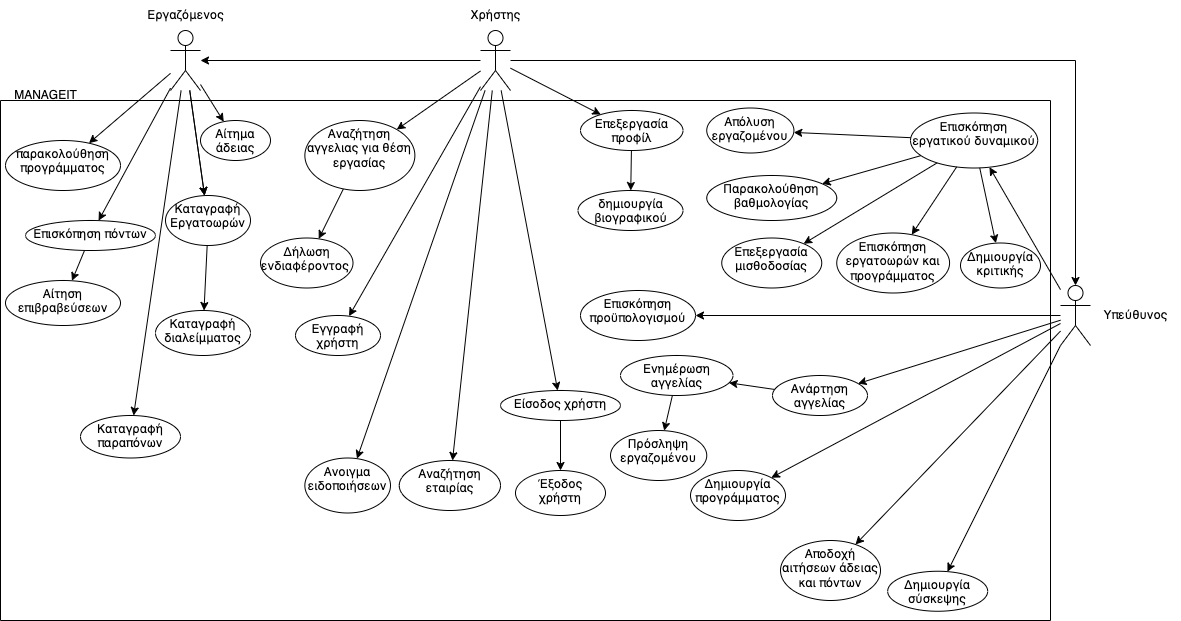 Εργαζόμενος
Χρήστης
MANAGEIT
Αίτημα
άδειας
παρακολούθηση
προγράμματος
Αναζήτηση
αγγελιας για θέση
εργασίας
Επεξεργασία
προφίλ
Απόλυση
εργαζομένου
Επισκόπηση
εργατικού δυναμικού
Παρακολούθηση
βαθμολογίας
δημιουργία
βιογραφικού
Καταγραφή
Εργατοωρών
Επισκόπηση πόντων
Δήλωση
ενδιαφέροντος
Επεξεργασία
μισθοδοσίας
Επισκόπηση
εργατοωρών και
προγράμματος
Δημιουργία
κριτικής
Αίτηση
επιβραβεύσεων
Επισκόπηση
προϋπολογισμού
Υπεύθυνος
Καταγραφή
διαλείμματος
Εγγραφή
χρήστη
Ενημέρωση
αγγελίας
Ανάρτηση
αγγελίας
Είσοδος χρήστη
Καταγραφή
παραπόνων
Πρόσληψη
εργαζομένου
Ανοιγμα
ειδοποιήσεων
Αναζήτηση
εταιρίας
Έξοδος
χρήστη
Δημιουργία
προγράμματος
Αποδοχή
αιτήσεων άδειας
και πόντων
Δημιουργία
σύσκεψης